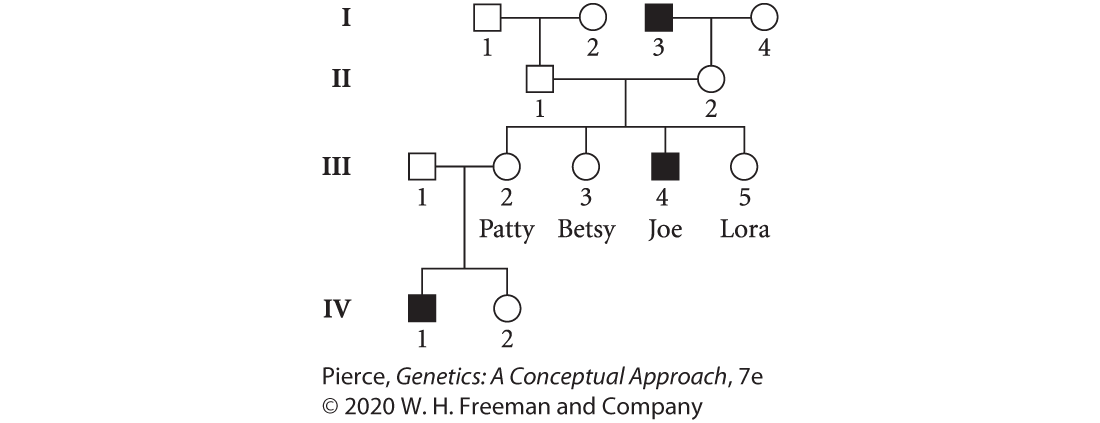 I
1 2 3 4
II
1 2
III
1 2 3 4 5
Patty Betsy Joe Lora
IV
1 2
Pierce, Genetics: A Conceptual Approach, 7e
© 2020 W. H. Freeman and Company